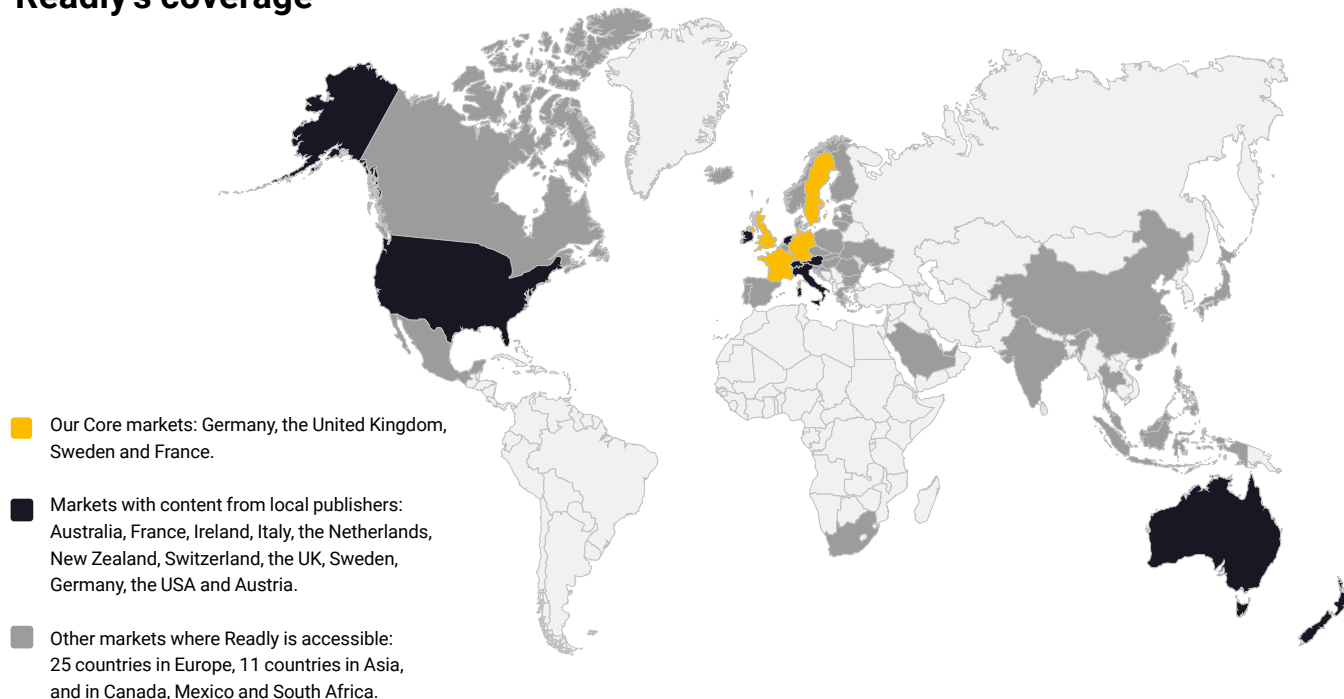 Readly's coverage
Our Core markets: Germany, the United Kingdom,
Sweden and France.
Markets with content from local publishers:
Australia, France, Ireland, Italy, the Netherlands,
New Zealand, Switzerland, the UK, Sweden,
Germany, the USA and Austria.
Other markets where Readly is accessible:
25 countries in Europe, 11 countries in Asia,
and in Canada, Mexico and South Africa.